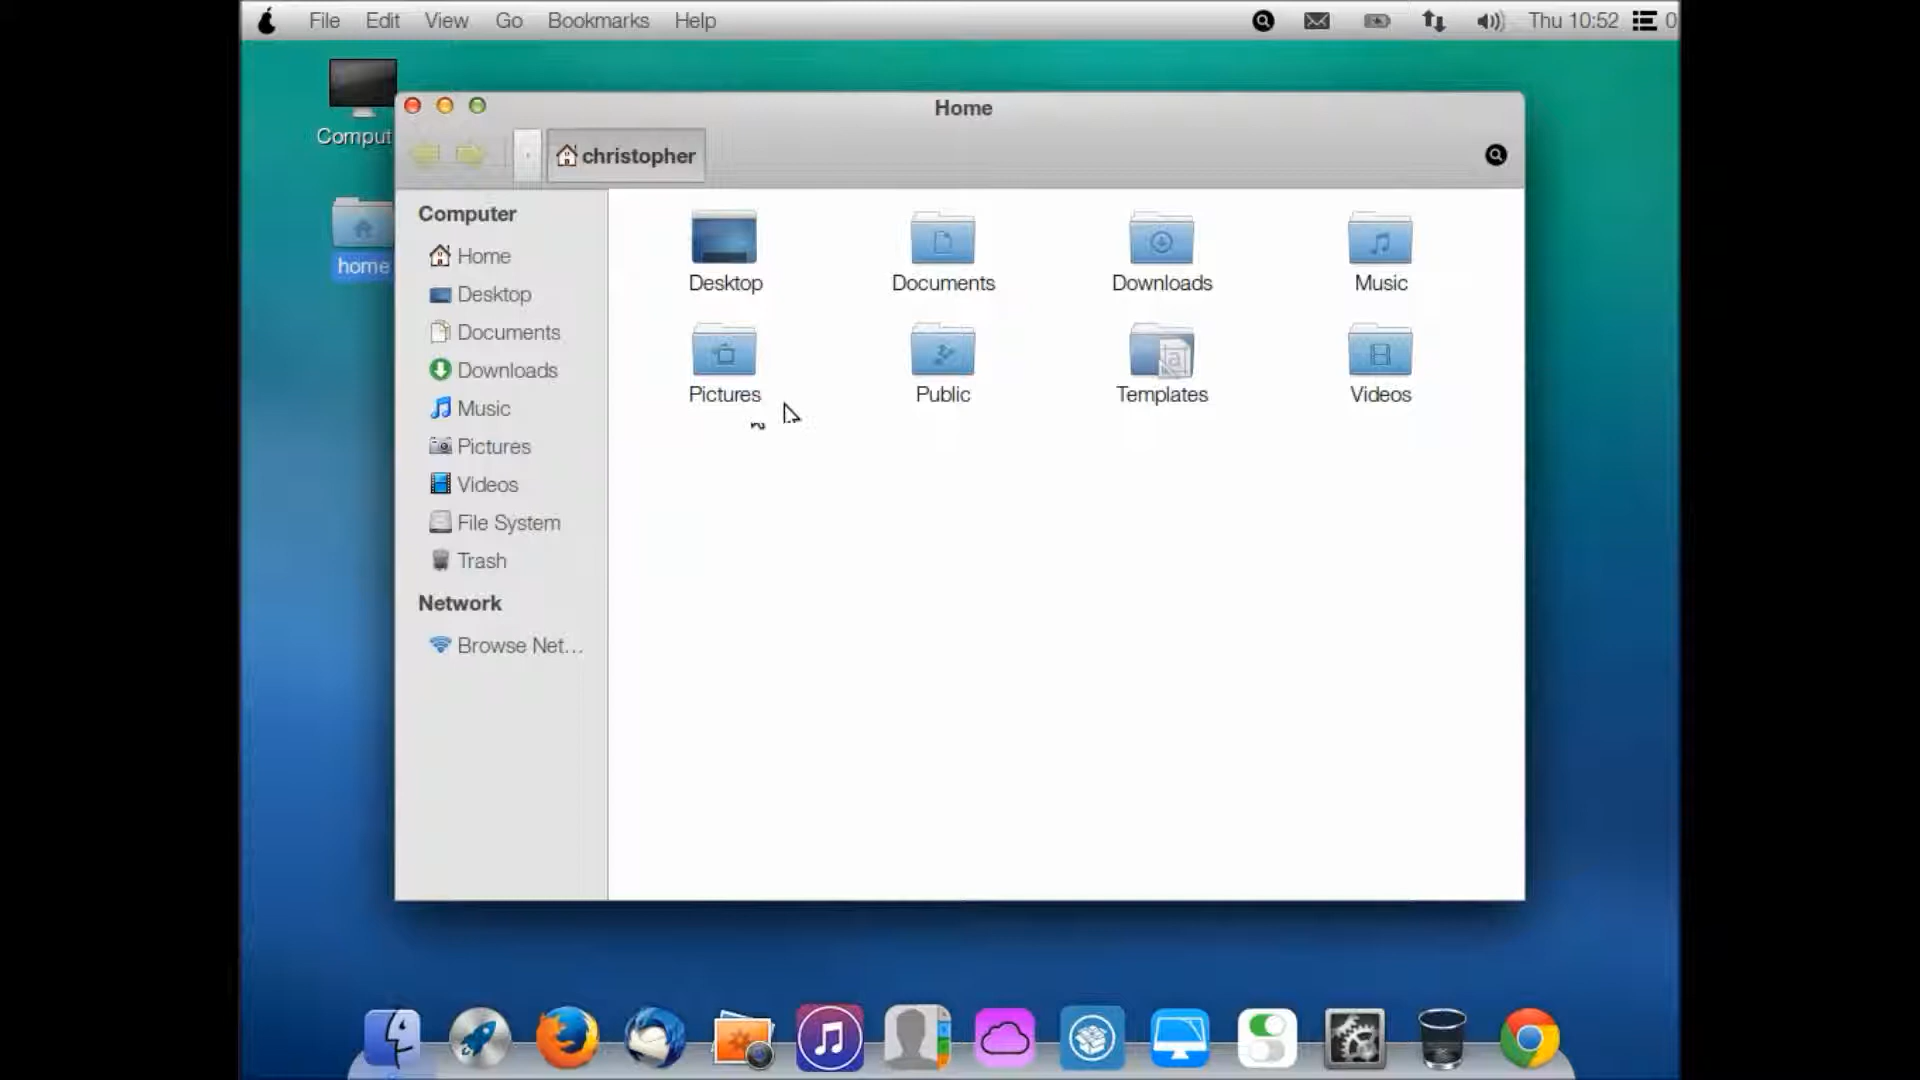 File Edit View Go Bookmarks Help Thu 10:52 0
Comput
home
Home
christopher
Computer
Home
Desktop
Documents
Downloads
Music
Pictures
Videos
File System
Trash
Network
Browse Net...
Desktop Documents Downloads Music
Pictures Public Templates Videos